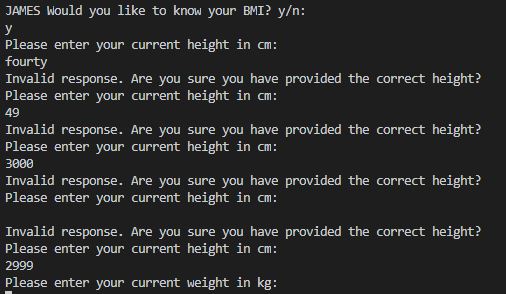 JAMES Would you like to know your BMI? y/n:
y
Please enter your current height in cm:
fourty
Invalid response. Are you sure you have provided the correct height?
Please enter your current height in cm:
49
Invalid response. Are you sure you have provided the correct height?
Please enter your current height in cm:
3000
Invalid response. Are you sure you have provided the correct height?
Please enter your current height in cm:

Invalid response. Are you sure you have provided the correct height?
Please enter your current height in cm:
2999
Please enter your current weight in kg: